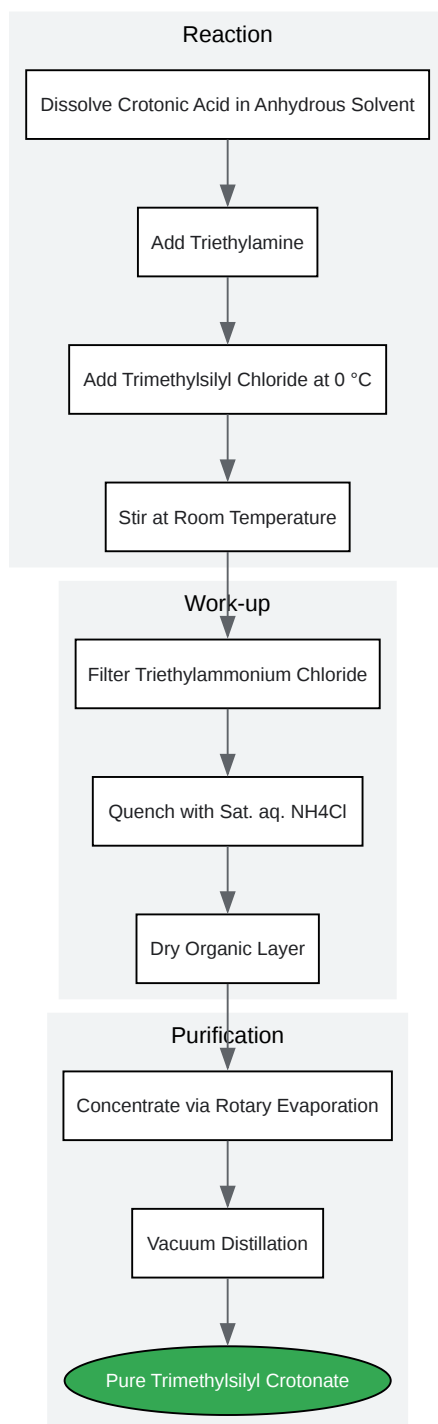 Reaction
Dissolve Crotonic Acid in Anhydrous Solvent
Add Triethylamine
Add Trimethylsilyl Chloride at 0 °C
Stir at Room Temperature
Work-up
Filter Triethylammonium Chloride
Quench with Sat. aq. NH4Cl
Dry Organic Layer
Purification
Concentrate via Rotary Evaporation
Vacuum Distillation
Pure Trimethylsilyl Crotonate